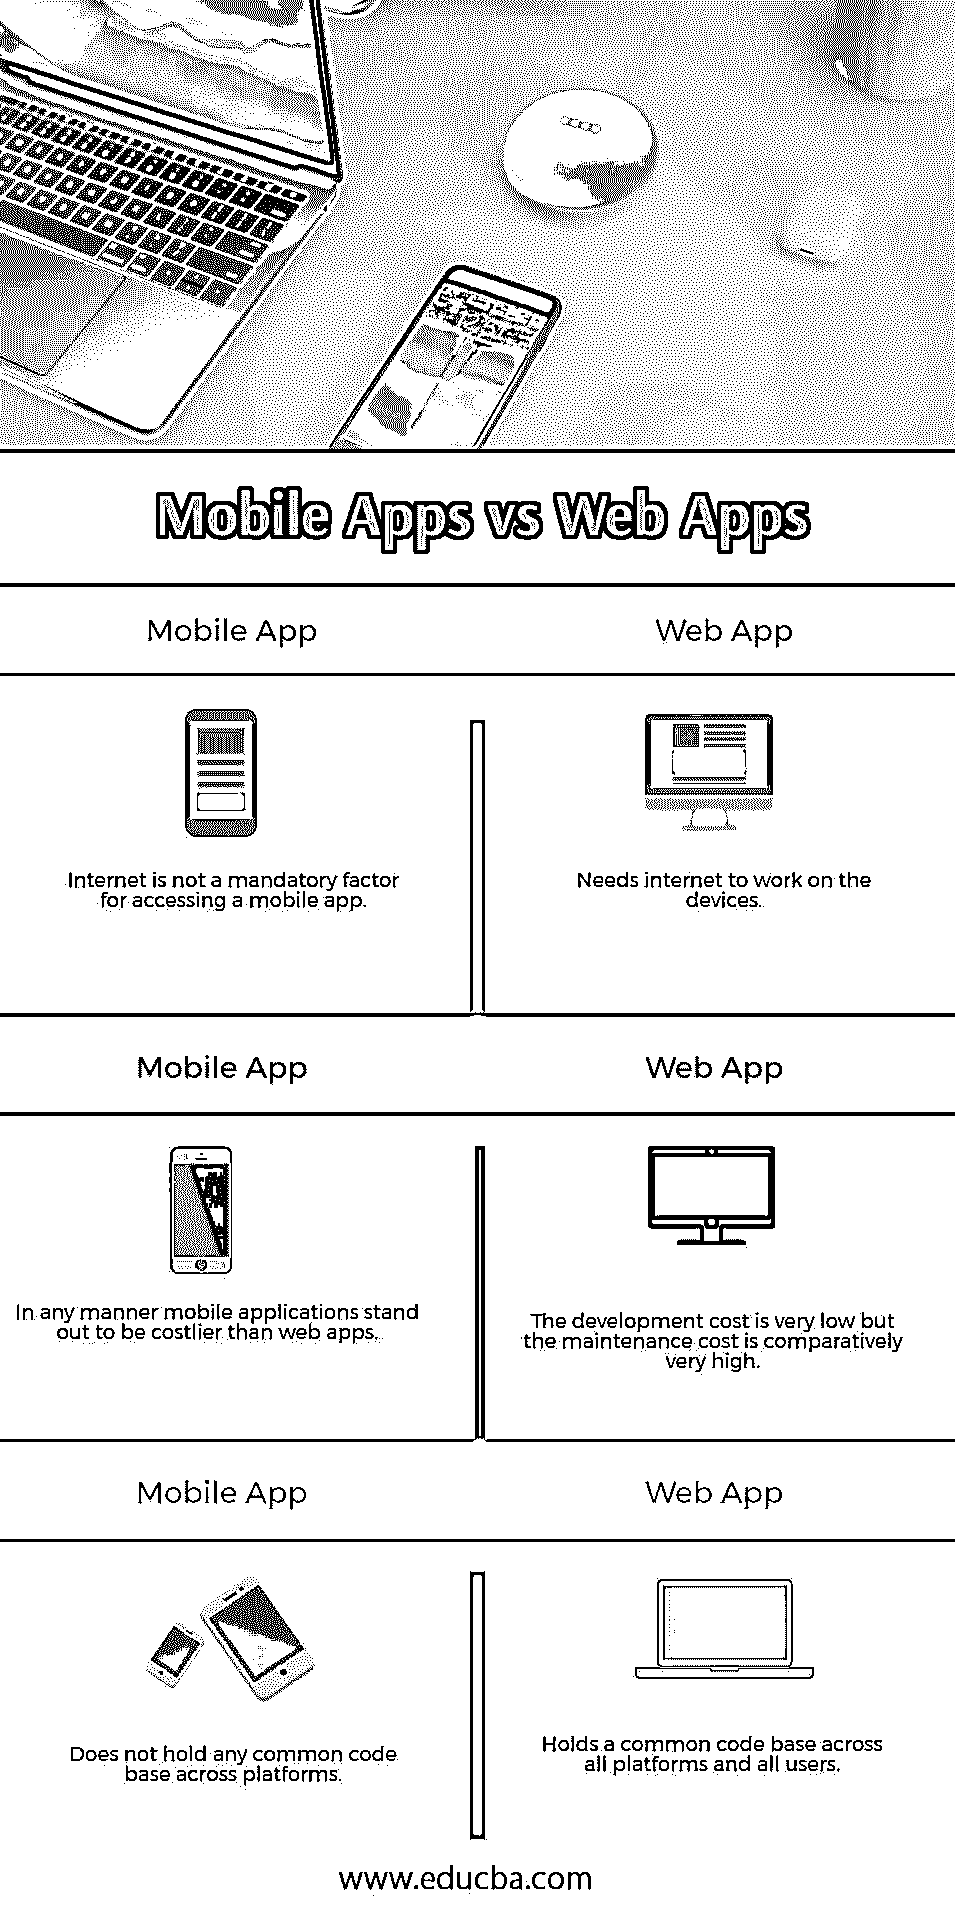 Mobile Apps vs Web Apps
Mobile App
Web App
Internet is not a mandatory factor
for accessing a mobile app.
Needs internet to work on the
devices.
Mobile App
Web App
In any manner mobile applications stand
out to be costlier than web apps.
The development cost is very low but
the maintenance cost is comparatively
very high.
Mobile App
Web App
Does not hold any common code
base across platforms.
Holds a common code base across
all platforms and all users.
www.educba.com